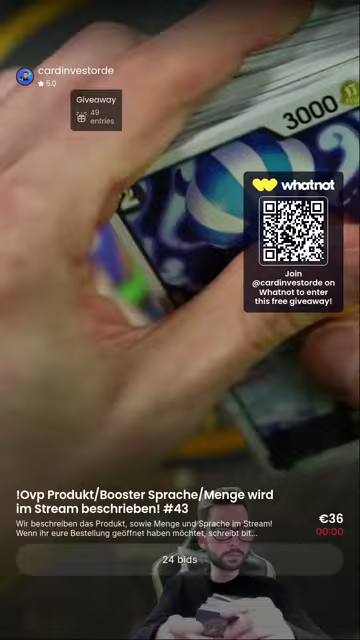 cardinvestorde
5.0
Giveaway
49
entries
3000
whatnot
Join
@cardinvestorde on
Whatnot to enter
this free giveaway!
!Ovp Produkt/Booster Sprache/Menge wird
im Stream beschrieben! #43
€36
Wir beschreiben das Produkt, sowie Menge und Sprache im Stream!
00:00
Wenn ihr eure Bestellung geöffnet haben möchtet, schreibt bit...
24 bids